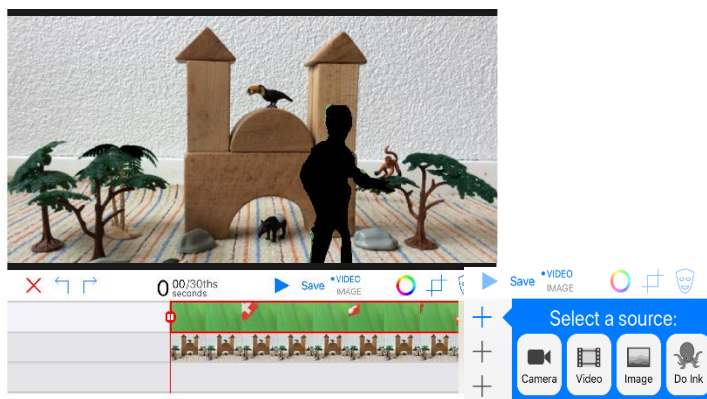 0 00/30ths
seconds
Save
•VIDEO
IMAGE
Save
•VIDEO
IMAGE
Select a source:
Camera
Video
Image
Do Ink